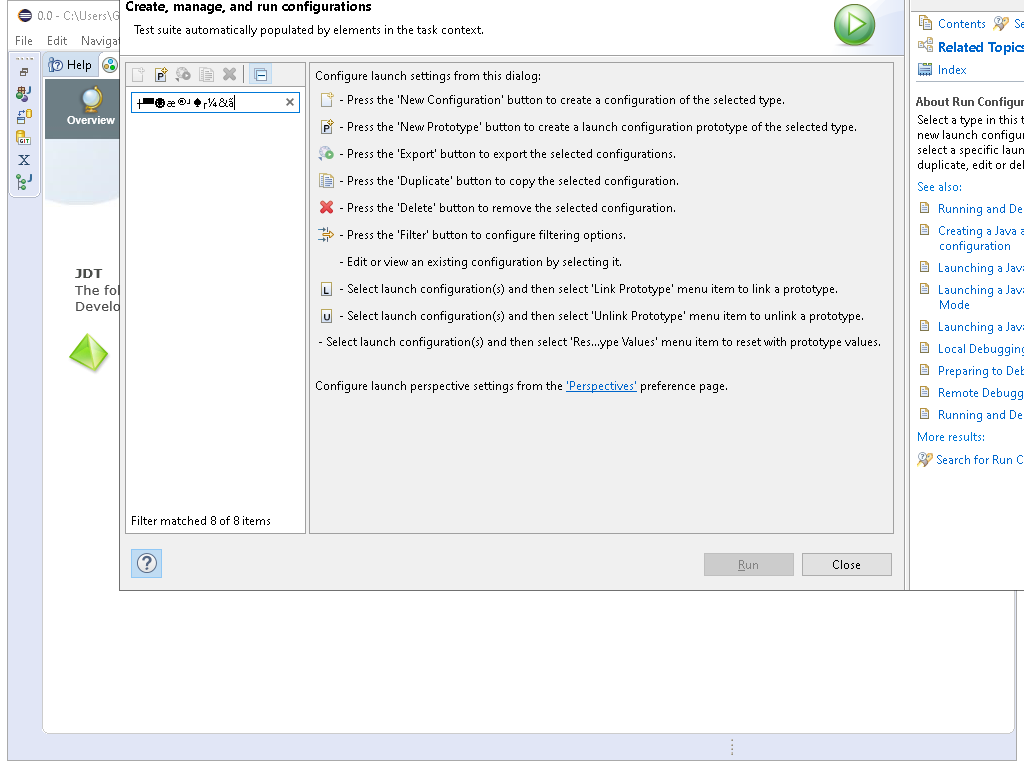 0.0 - C:\Users\G
File Edit Navigat
Help
Overview
JDT
The fol
Develo
Create, manage, and run configurations
Test suite automatically populated by elements in the task context.
Filter matched 8 of 8 items
Configure launch settings from this dialog:
- Press the 'New Configuration' button to create a configuration of the selected type.
- Press the 'New Prototype' button to create a launch configuration prototype of the selected type.
- Press the 'Export' button to export the selected configurations.
- Press the 'Duplicate' button to copy the selected configuration.
- Press the 'Delete' button to remove the selected configuration.
- Press the 'Filter' button to configure filtering options.
- Edit or view an existing configuration by selecting it.
- Select launch configuration(s) and then select 'Link Prototype' menu item to link a prototype.
- Select launch configuration(s) and then select 'Unlink Prototype' menu item to unlink a prototype.
- Select launch configuration(s) and then select 'Res...ype Values' menu item to reset with prototype values.
Configure launch perspective settings from the 'Perspectives' preference page.
Run
Close
Contents Se
Related Topics
Index
About Run Configur
Select a type in this t
new launch configu
select a specific laun
duplicate, edit or del
See also:
Running and De
Creating a Java a
configuration
Launching a Java
Launching a Java
Mode
Launching a Java
Local Debugging
Preparing to Deb
Remote Debugg
Running and De
More results:
Search for Run C